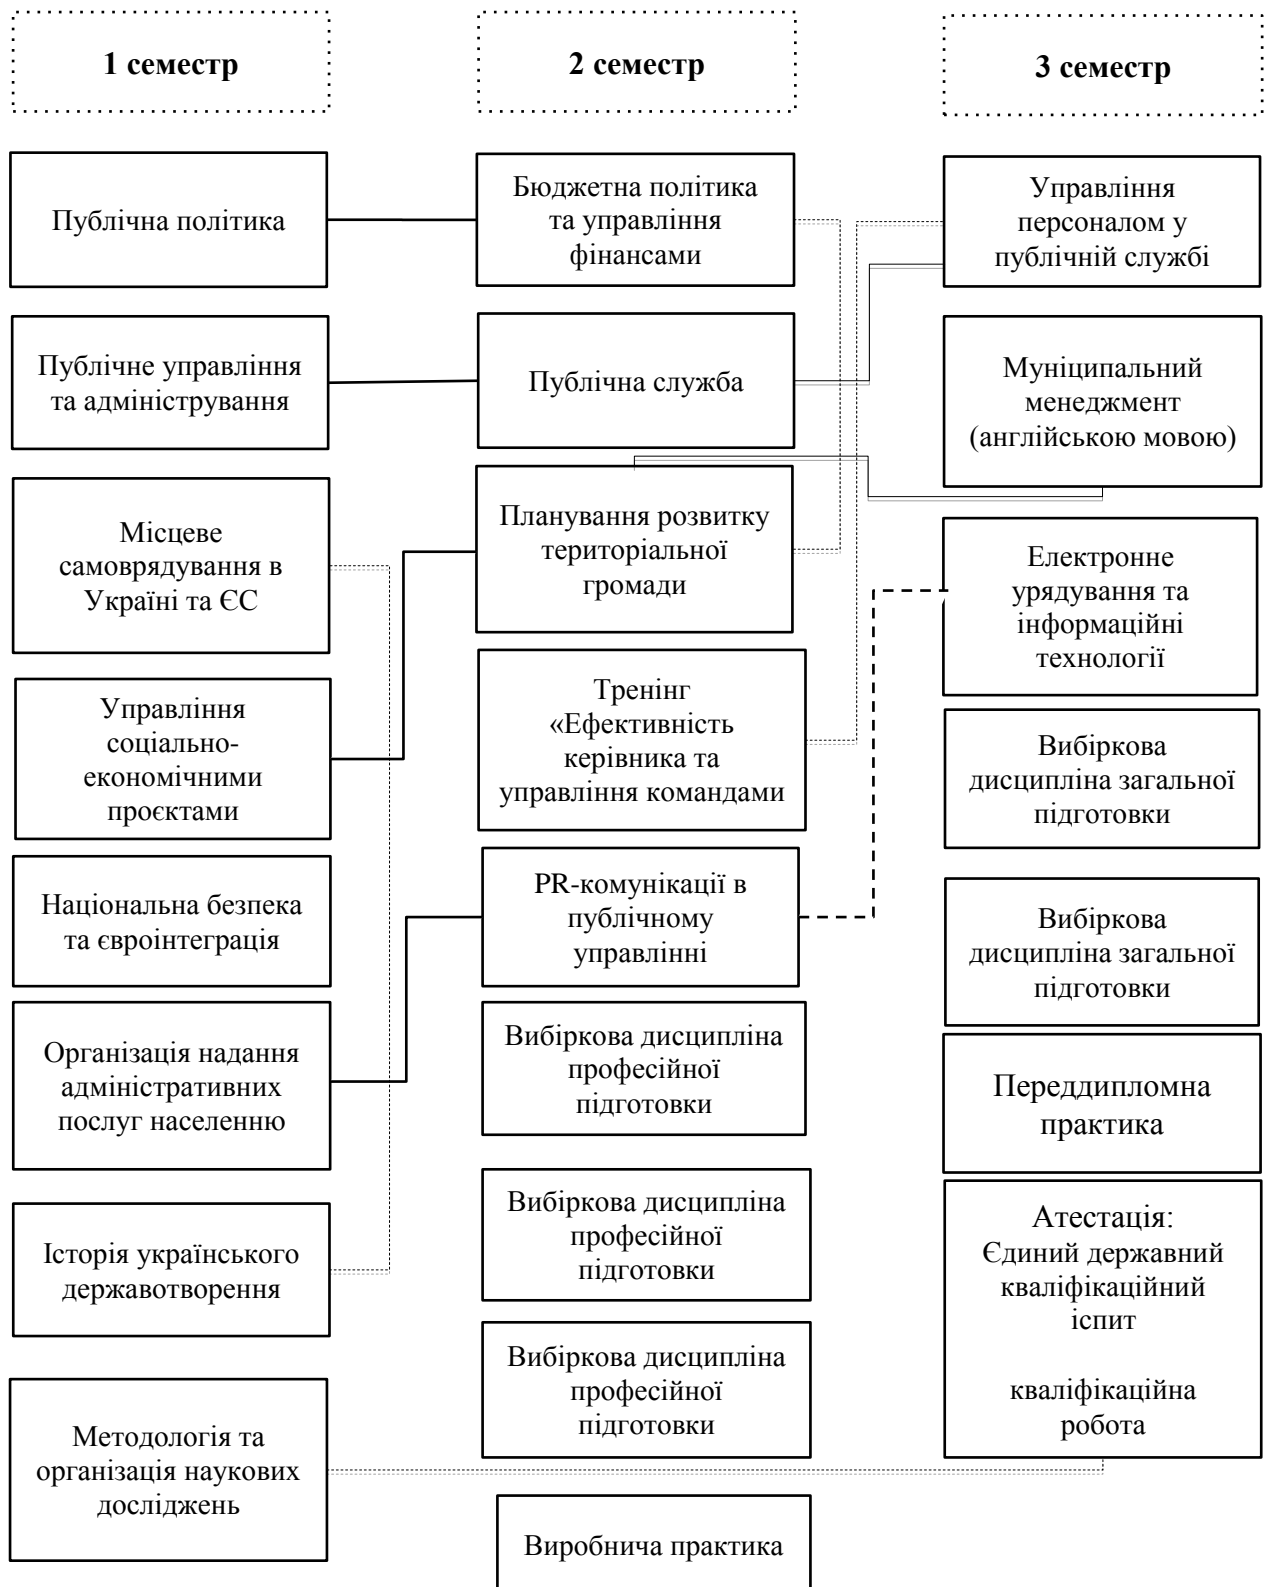 1 семестр
2 семестр
3 семестр
Публічна політика
Публічне управління
та адміністрування
Місцеве
самоврядування в
Україні та ЄС
Управління
соціально-
економічними
проєктами
Національна безпека
та євроінтеграція
Організація надання
адміністративних
послуг населенню
Історія українського
державотворення
Методологія та
організація наукових
досліджень
Бюджетна політика
та управління
фінансами
Публічна служба
Планування розвитку
територіальної
громади
Тренінг
«Ефективність
керівника та
управління командами
PR-комунікації в
публічному
управлінні
Вибіркова дисципліна
професійної
підготовки
Вибіркова дисципліна
професійної
підготовки
Вибіркова дисципліна
професійної
підготовки
Виробнича практика
Управління
персоналом у
публічній службі
Муніципальний
менеджмент
(англійською мовою)
Електронне
урядування та
інформаційні
технології
Вибіркова
дисципліна загальної
підготовки
Вибіркова
дисципліна загальної
підготовки
Переддипломна
практика
Атестація:
Єдиний державний
кваліфікаційний
іспит
кваліфікаційна
робота